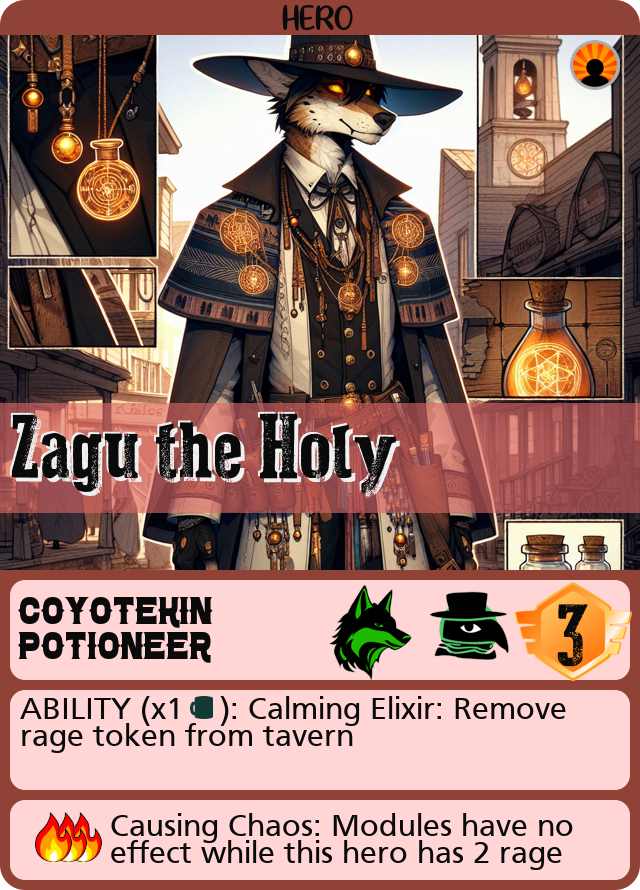 HERO
Zagu the Holy
COYOTEKIN
POTIONEER
3
ABILITY (x1 ): Calming Elixir: Remove
rage token from tavern
Causing Chaos: Modules have no
effect while this hero has 2 rage